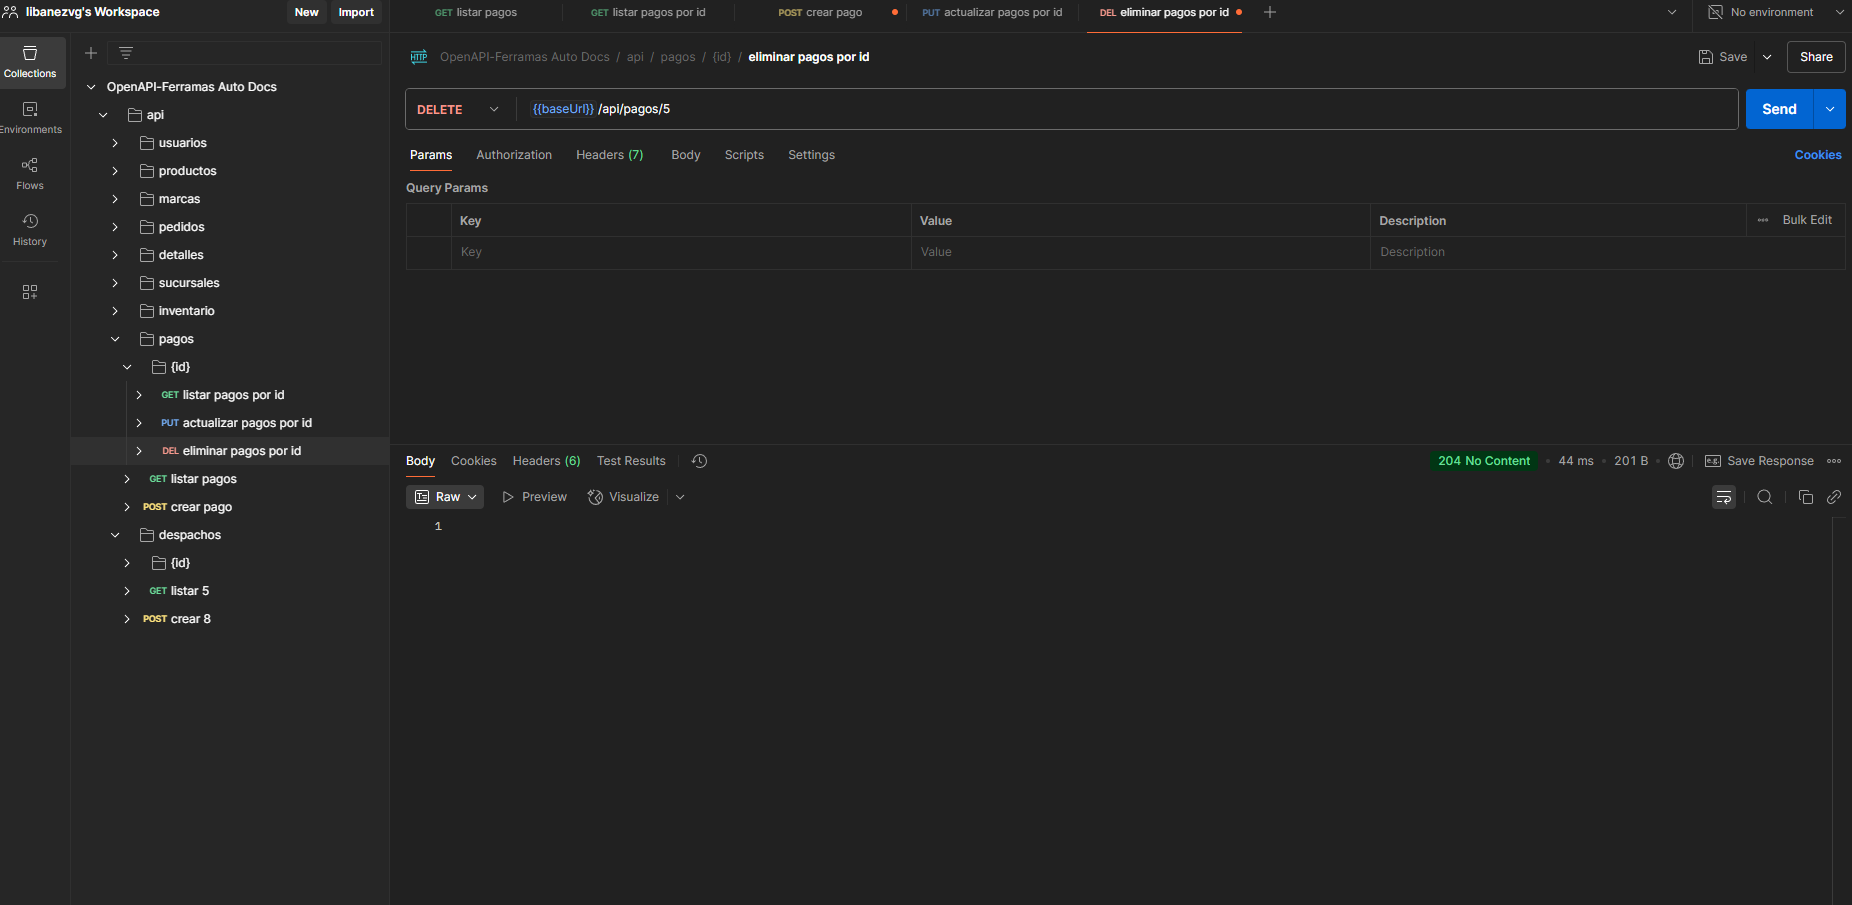 libanezvg's Workspace
New
Import
GET listar pagos
GET listar pagos por id
POST crear pago
PUT actualizar pagos por id
DEL eliminar pagos por id
No environment
Collections
Environments
Flows
History
OpenAPI-Ferramas Auto Docs
api
usuarios
productos
marcas
pedidos
detalles
sucursales
inventario
pagos
{id}
GET listar pagos por id
PUT actualizar pagos por id
DEL eliminar pagos por id
GET listar pagos
POST crear pago
despachos
{id}
GET listar 5
POST crear 8
HTTP OpenAPI-Ferramas Auto Docs / api / pagos / {id} / eliminar pagos por id
Save
Share
DELETE
{{baseUrl}} /api/pagos/5
Send
Params Authorization Headers (7) Body Scripts Settings
Cookies
Query Params
Key Value Description Bulk Edit
Key Value Description
Body Cookies Headers (6) Test Results
204 No Content • 44 ms • 201 B
e.g. Save Response
Raw Preview Visualize
1